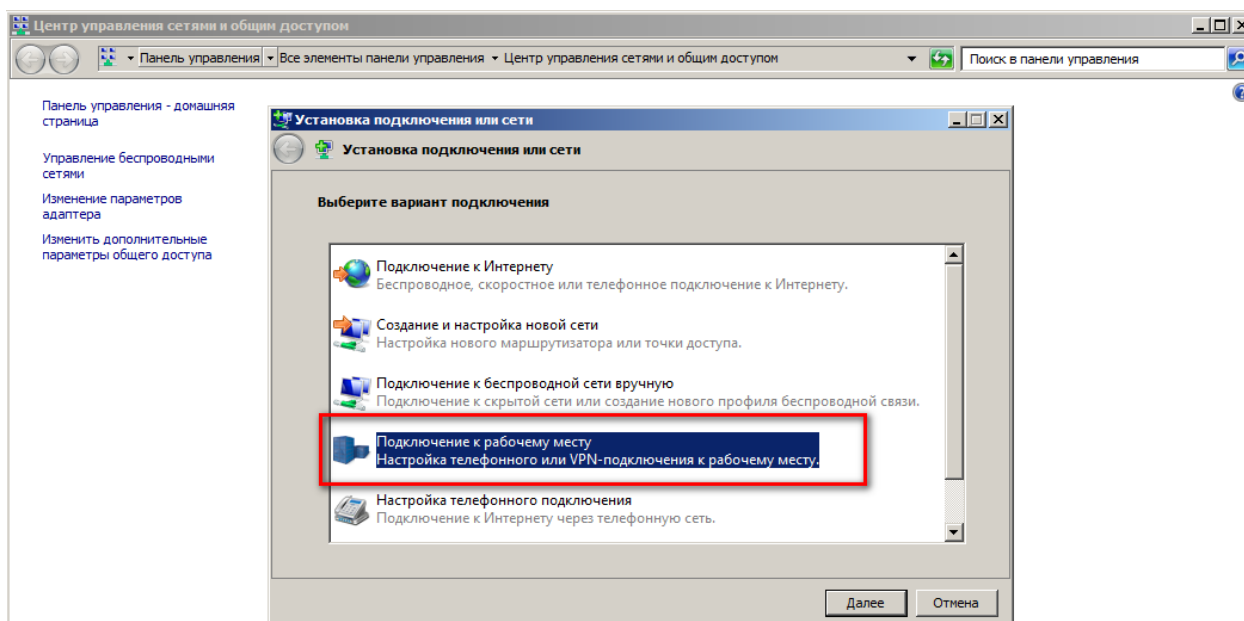 Центр управления сетями и общим доступом
Панель управления
Все элементы панели управления
Центр управления сетями и общим доступом
Поиск в панели управления
Панель управления - домашняя
страница
Управление беспроводными
сетями
Изменение параметров
адаптера
Изменить дополнительные
параметры общего доступа
Установка подключения или сети
Установка подключения или сети
Выберите вариант подключения
Подключение к Интернету
Беспроводное, скоростное или телефонное подключение к Интернету.
Создание и настройка новой сети
Настройка нового маршрутизатора или точки доступа.
Подключение к беспроводной сети вручную
Подключение к скрытой сети или создание нового профиля беспроводной связи.
Подключение к рабочему месту
Настройка телефонного или VPN-подключения к рабочему месту.
Настройка телефонного подключения
Подключение к Интернету через телефонную сеть.
Далее
Отмена